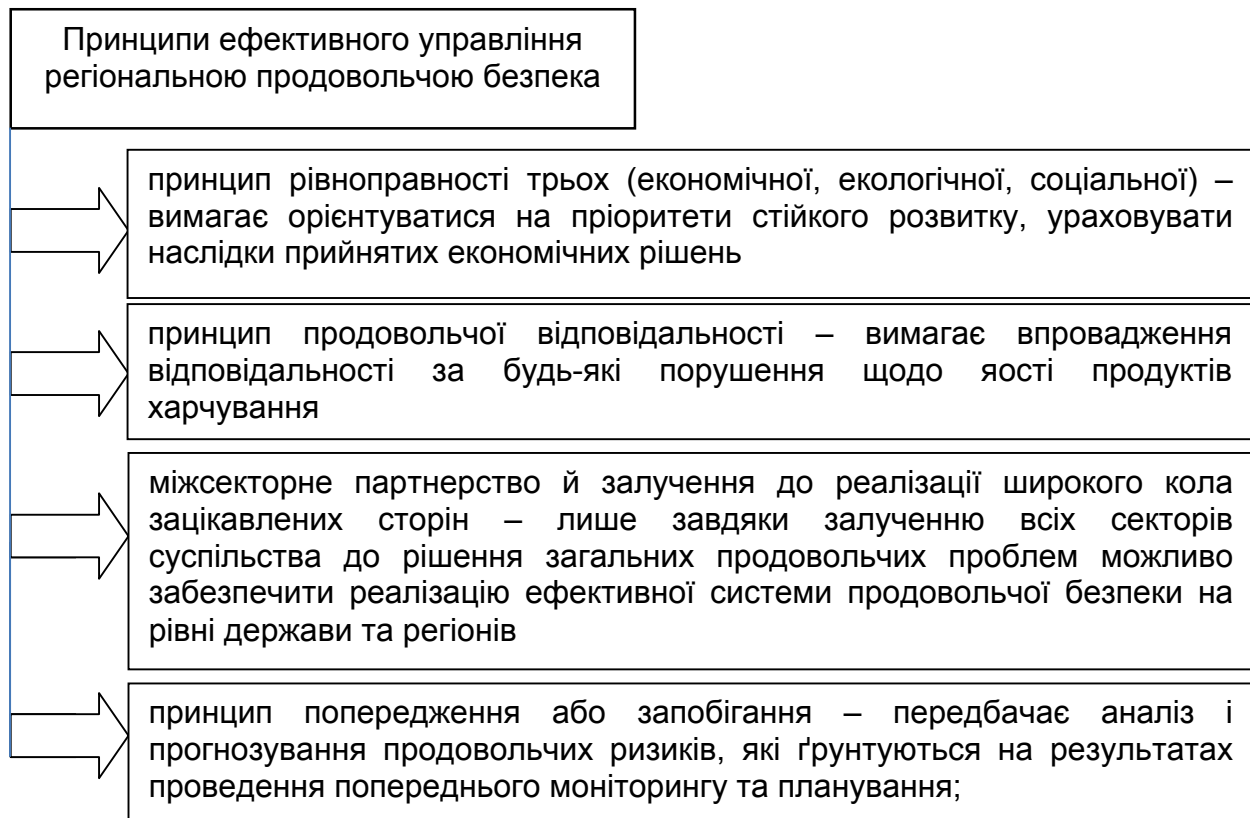 Принципи ефективного управління
регіональною продовольчою безпека
принцип рівноправності трьох (економічної, екологічної, соціальної) –
вимагає орієнтуватися на пріоритети стійкого розвитку, ураховувати
наслідки прийнятих економічних рішень
принцип продовольчої відповідальності – вимагає впровадження
відповідальності за будь-які порушення щодо яості продуктів
харчування
міжсекторне партнерство й залучення до реалізації широкого кола
зацікавлених сторін – лише завдяки залученню всіх секторів
суспільства до рішення загальних продовольчих проблем можливо
забезпечити реалізацію ефективної системи продовольчої безпеки на
рівні держави та регіонів
принцип попередження або запобігання – передбачає аналіз і
прогнозування продовольчих ризиків, які ґрунтуються на результатах
проведення попереднього моніторингу та планування;